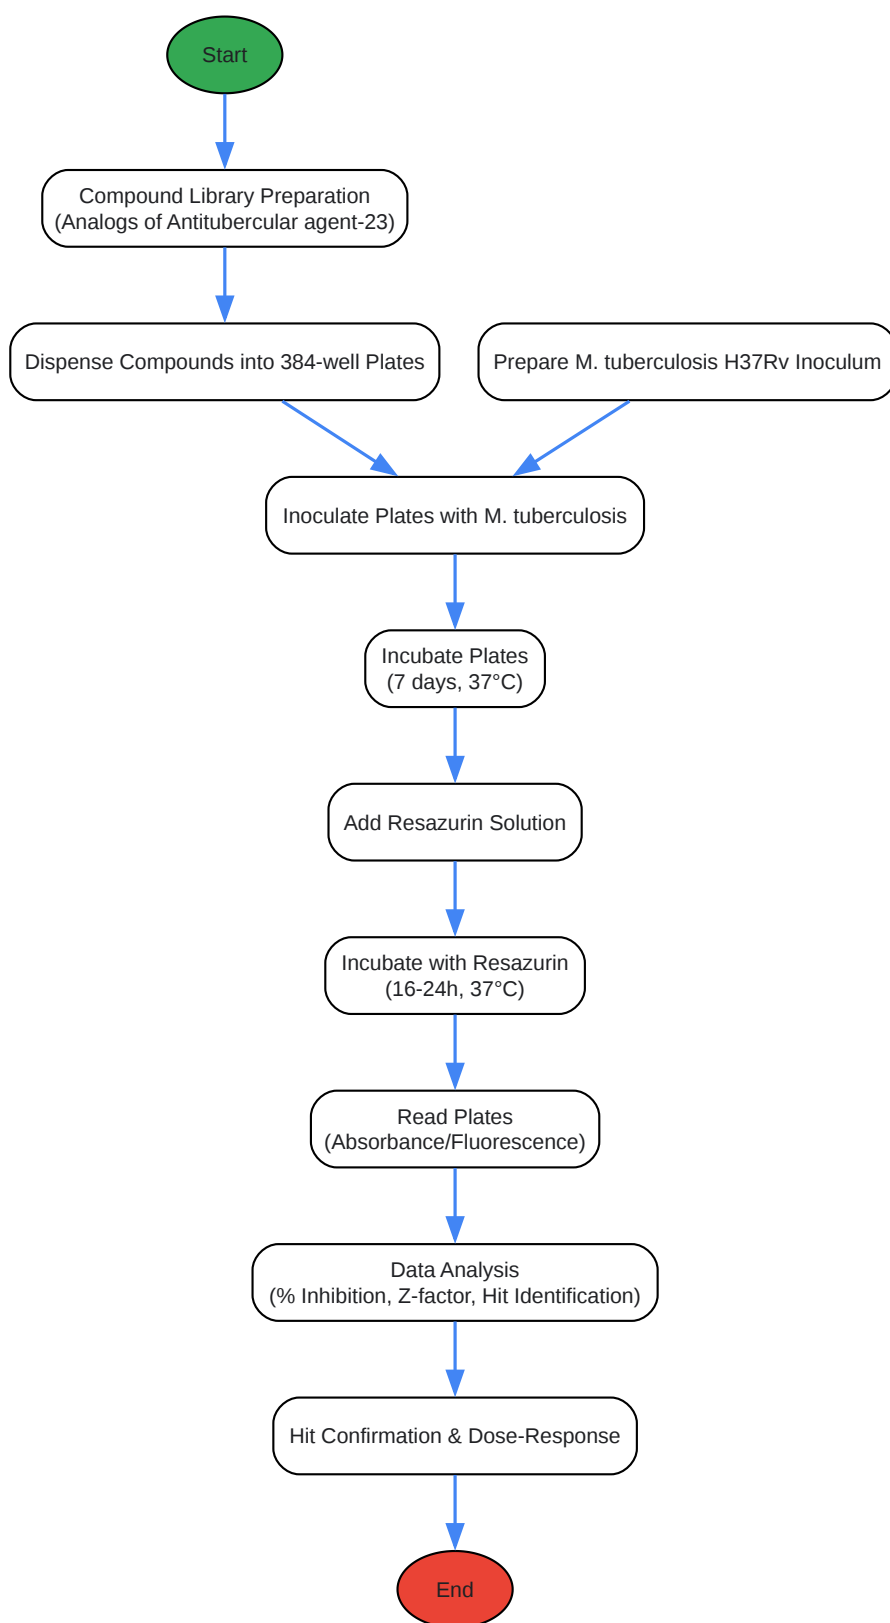 Start
Compound Library Preparation
(Analogs of Antitubercular agent-23)
Dispense Compounds into 384-well Plates
Prepare M. tuberculosis H37Rv Inoculum
Inoculate Plates with M. tuberculosis
Incubate Plates
(7 days, 37°C)
Add Resazurin Solution
Incubate with Resazurin
(16-24h, 37°C)
Read Plates
(Absorbance/Fluorescence)
Data Analysis
(% Inhibition, Z-factor, Hit Identification)
Hit Confirmation & Dose-Response
End